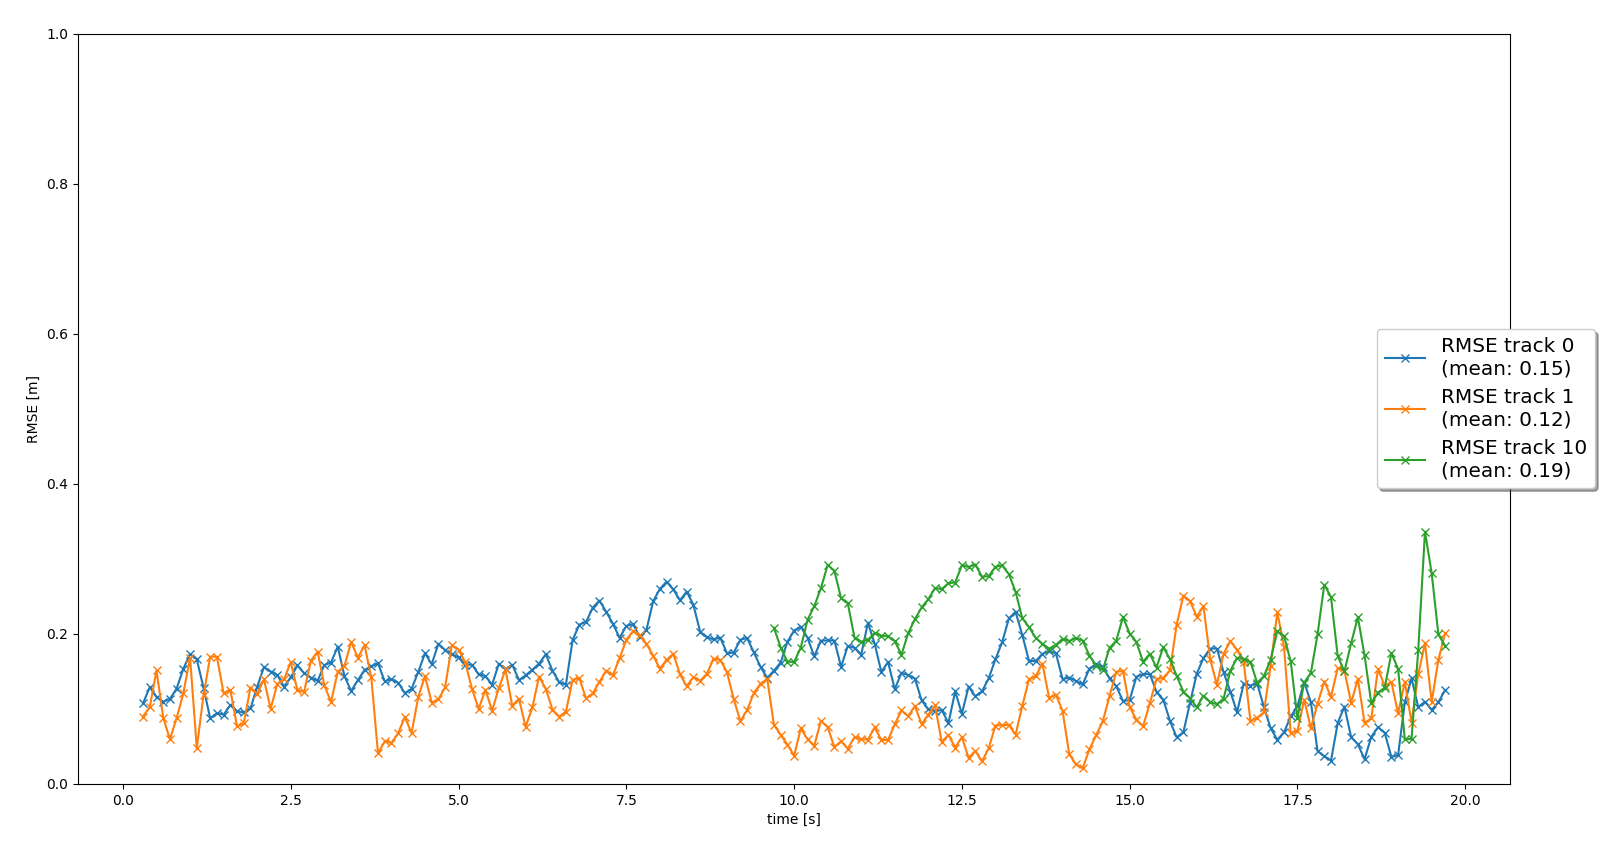 1.0
0.8
0.6
0.4
0.2
0.0
RMSE [m]
0.0 2.5 5.0 7.5 10.0 12.5 15.0 17.5 20.0
time [s]
RMSE track 0
(mean: 0.15)
RMSE track 1
(mean: 0.12)
RMSE track 10
(mean: 0.19)